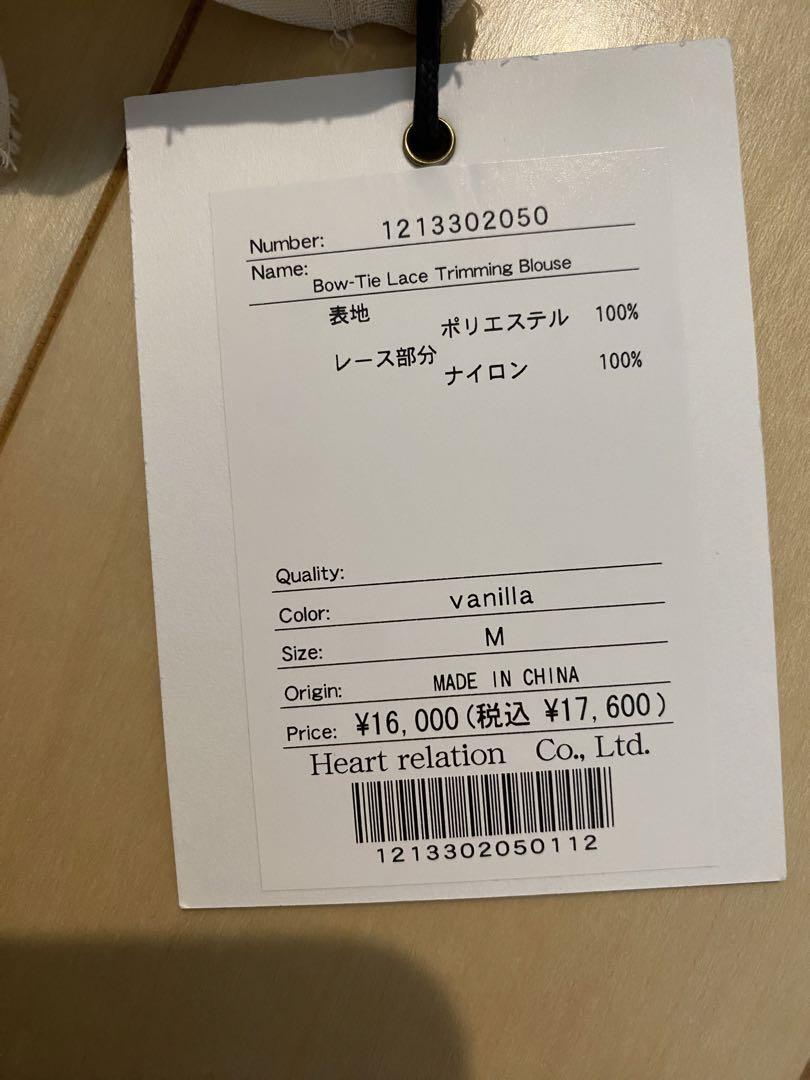 Number: 1213302050
Name: Bow-Tie Lace Trimming Blouse
表地 ポリエステル 100%
レース部分 ナイロン 100%
Quality:
Color: vanilla
Size: M
Origin: MADE IN CHINA
Price: ¥16,000(税込 ¥17,600)
Heart relation Co., Ltd.
1213302050112